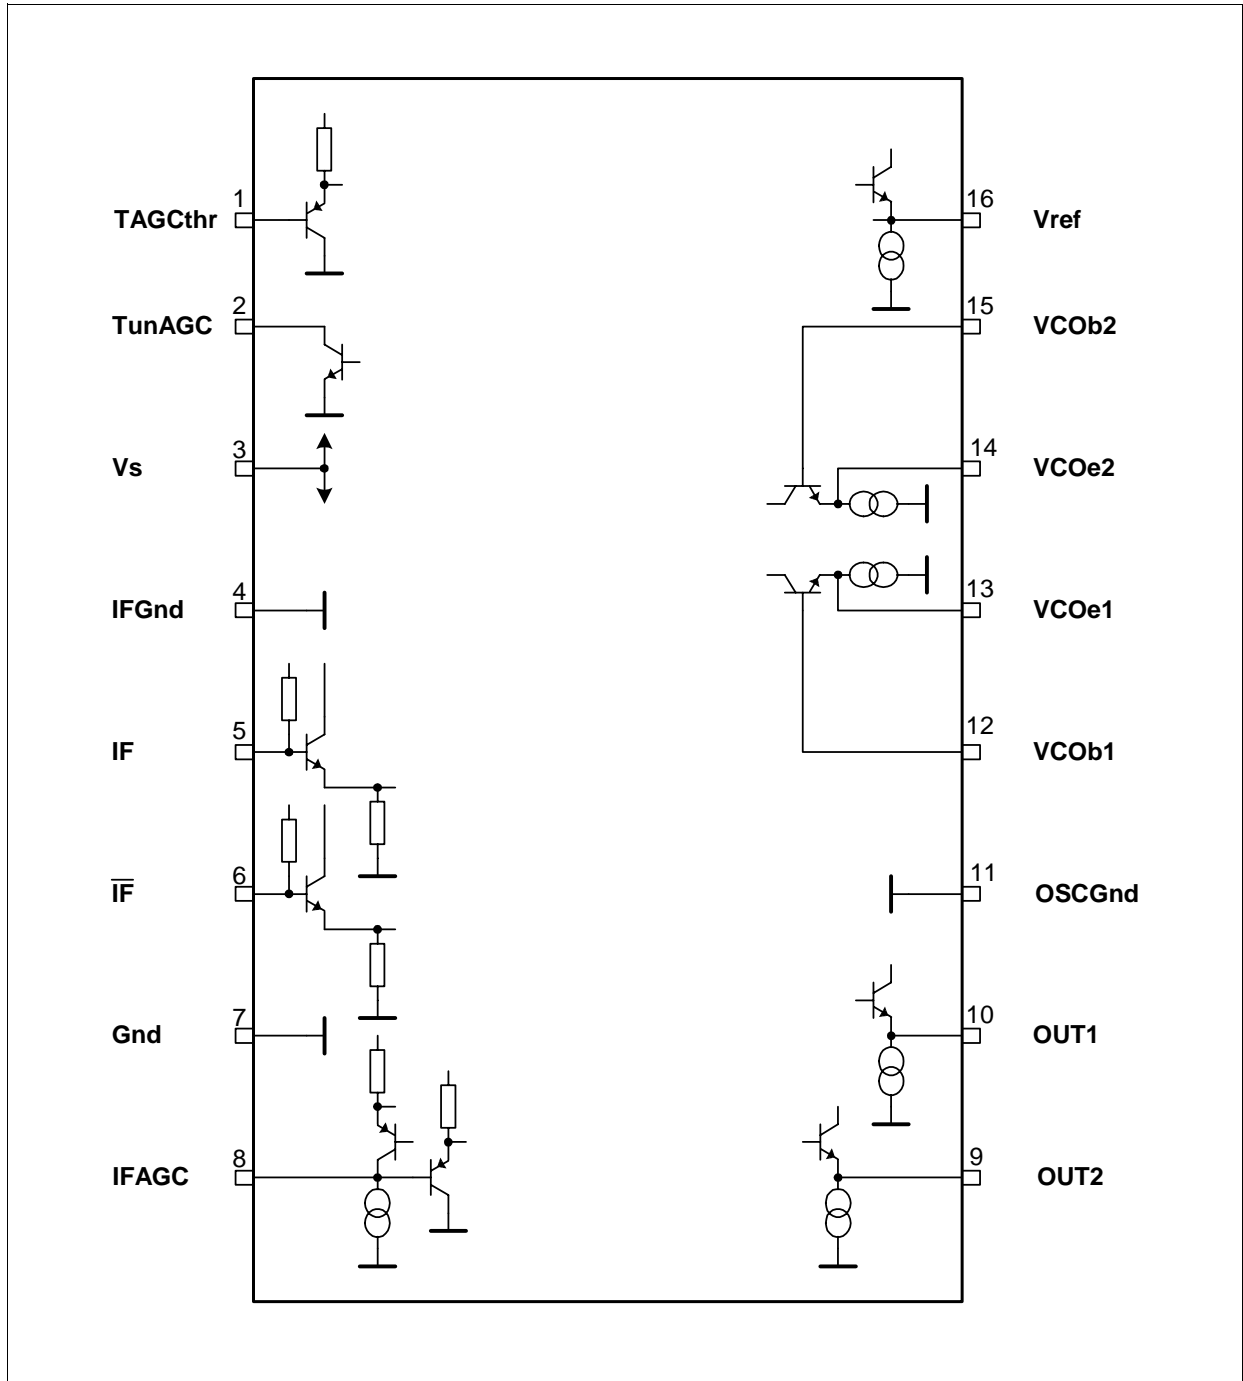 1
TAGCthr
2
TunAGC
3
Vs
4
IFGnd
5
IF
6
I̅F̅
7
Gnd
8
IFAGC
16
Vref
15
VCOb2
14
VCOe2
13
VCOe1
12
VCOb1
11
OSCGnd
10
OUT1
9
OUT2